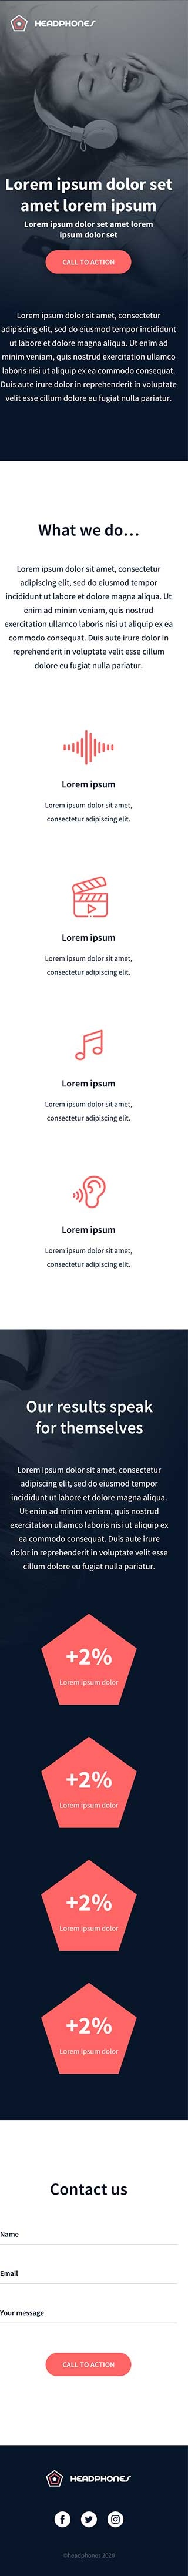 HEADPHONES
Lorem ipsum dolor set
amet lorem ipsum
Lorem ipsum dolor set amet lorem
ipsum dolor set
CALL TO ACTION
Lorem ipsum dolor sit amet, consectetur
adipiscing elit, sed do eiusmod tempor incididunt
ut labore et dolore magna aliqua. Ut enim ad
minim veniam, quis nostrud exercitation ullamco
laboris nisi ut aliquip ex ea commodo consequat.
Duis aute irure dolor in reprehenderit in voluptate
velit esse cillum dolore eu fugiat nulla pariatur.
What we do...
Lorem ipsum dolor sit amet, consectetur
adipiscing elit, sed do eiusmod tempor
incididunt ut labore et dolore magna aliqua. Ut
enim ad minim veniam, quis nostrud
exercitation ullamco laboris nisi ut aliquip ex ea
commodo consequat. Duis aute irure dolor in
reprehenderit in voluptate velit esse cillum
dolore eu fugiat nulla pariatur.
Lorem ipsum
Lorem ipsum dolor sit amet,
consectetur adipiscing elit.
Lorem ipsum
Lorem ipsum dolor sit amet,
consectetur adipiscing elit.
Lorem ipsum
Lorem ipsum dolor sit amet,
consectetur adipiscing elit.
Lorem ipsum
Lorem ipsum dolor sit amet,
consectetur adipiscing elit.
Our results speak
for themselves
Lorem ipsum dolor sit amet, consectetur
adipiscing elit, sed do eiusmod tempor
incididunt ut labore et dolore magna aliqua.
Ut enim ad minim veniam, quis nostrud
exercitation ullamco laboris nisi ut aliquip ex
ea commodo consequat. Duis aute irure
dolor in reprehenderit in voluptate velit esse
cillum dolore eu fugiat nulla pariatur.
+2%
Lorem ipsum dolor
+2%
Lorem ipsum dolor
+2%
Lorem ipsum dolor
+2%
Lorem ipsum dolor
Contact us
Name
Email
Your message
CALL TO ACTION
HEADPHONES
©headphones 2020